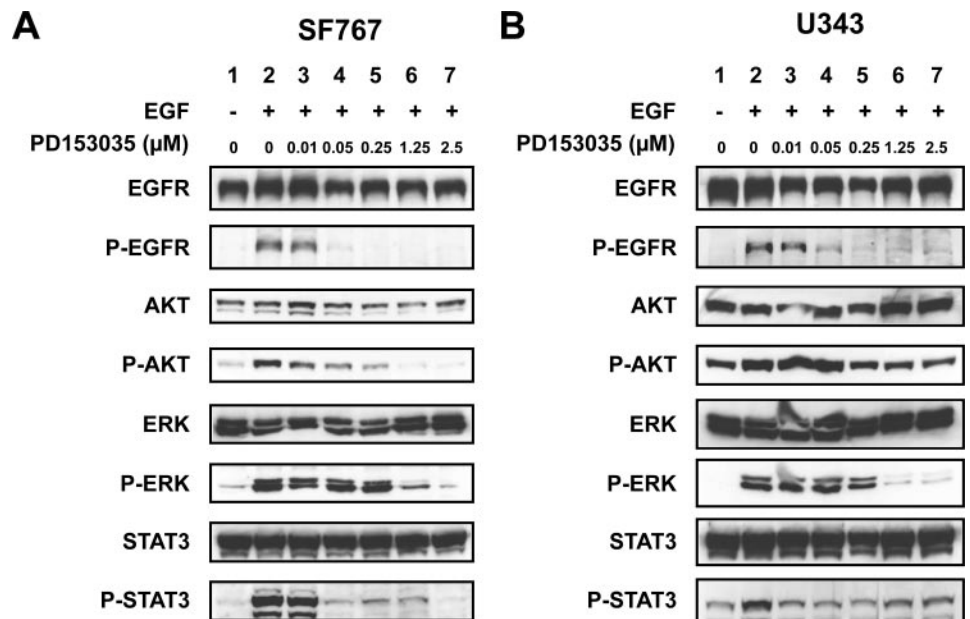 A
SF767
1 2 3 4 5 6 7
EGF - + + + + + +
PD153035 (µM) 0 0 0.01 0.05 0.25 1.25 2.5
EGFR
P-EGFR
AKT
P-AKT
ERK
P-ERK
STAT3
P-STAT3
B
U343
1 2 3 4 5 6 7
EGF - + + + + + +
PD153035 (µM) 0 0 0.01 0.05 0.25 1.25 2.5
EGFR
P-EGFR
AKT
P-AKT
ERK
P-ERK
STAT3
P-STAT3